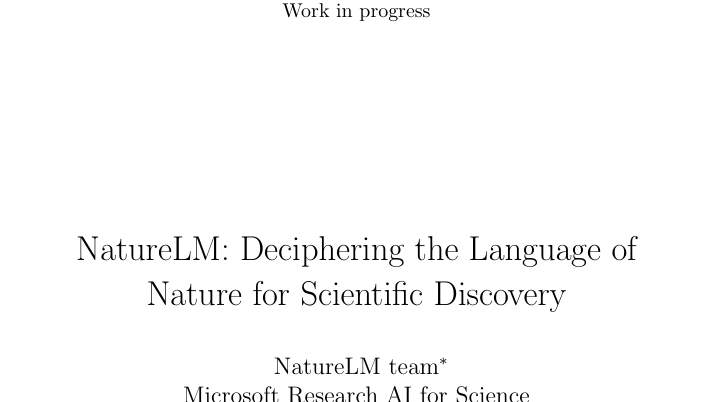 Work in progress
NatureLM: Deciphering the Language of
Nature for Scientific Discovery
NatureLM team*
Microsoft Research AI for Science